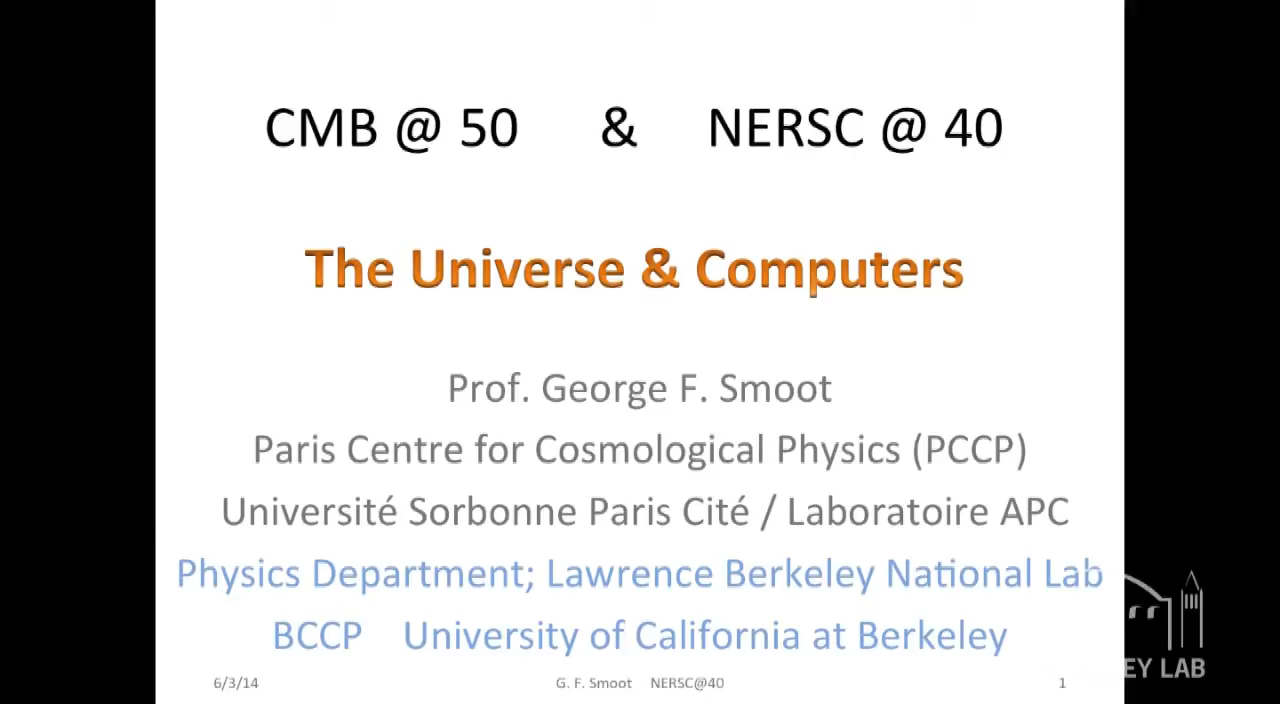 CMB @ 50 & NERSC @ 40
The Universe & Computers
Prof. George F. Smoot
Paris Centre for Cosmological Physics (PCCP)
Université Sorbonne Paris Cité / Laboratoire APC
Physics Department; Lawrence Berkeley National Lab
BCCP University of California at Berkeley
6/3/14 G. F. Smoot NERSC@40 1
EY LAB